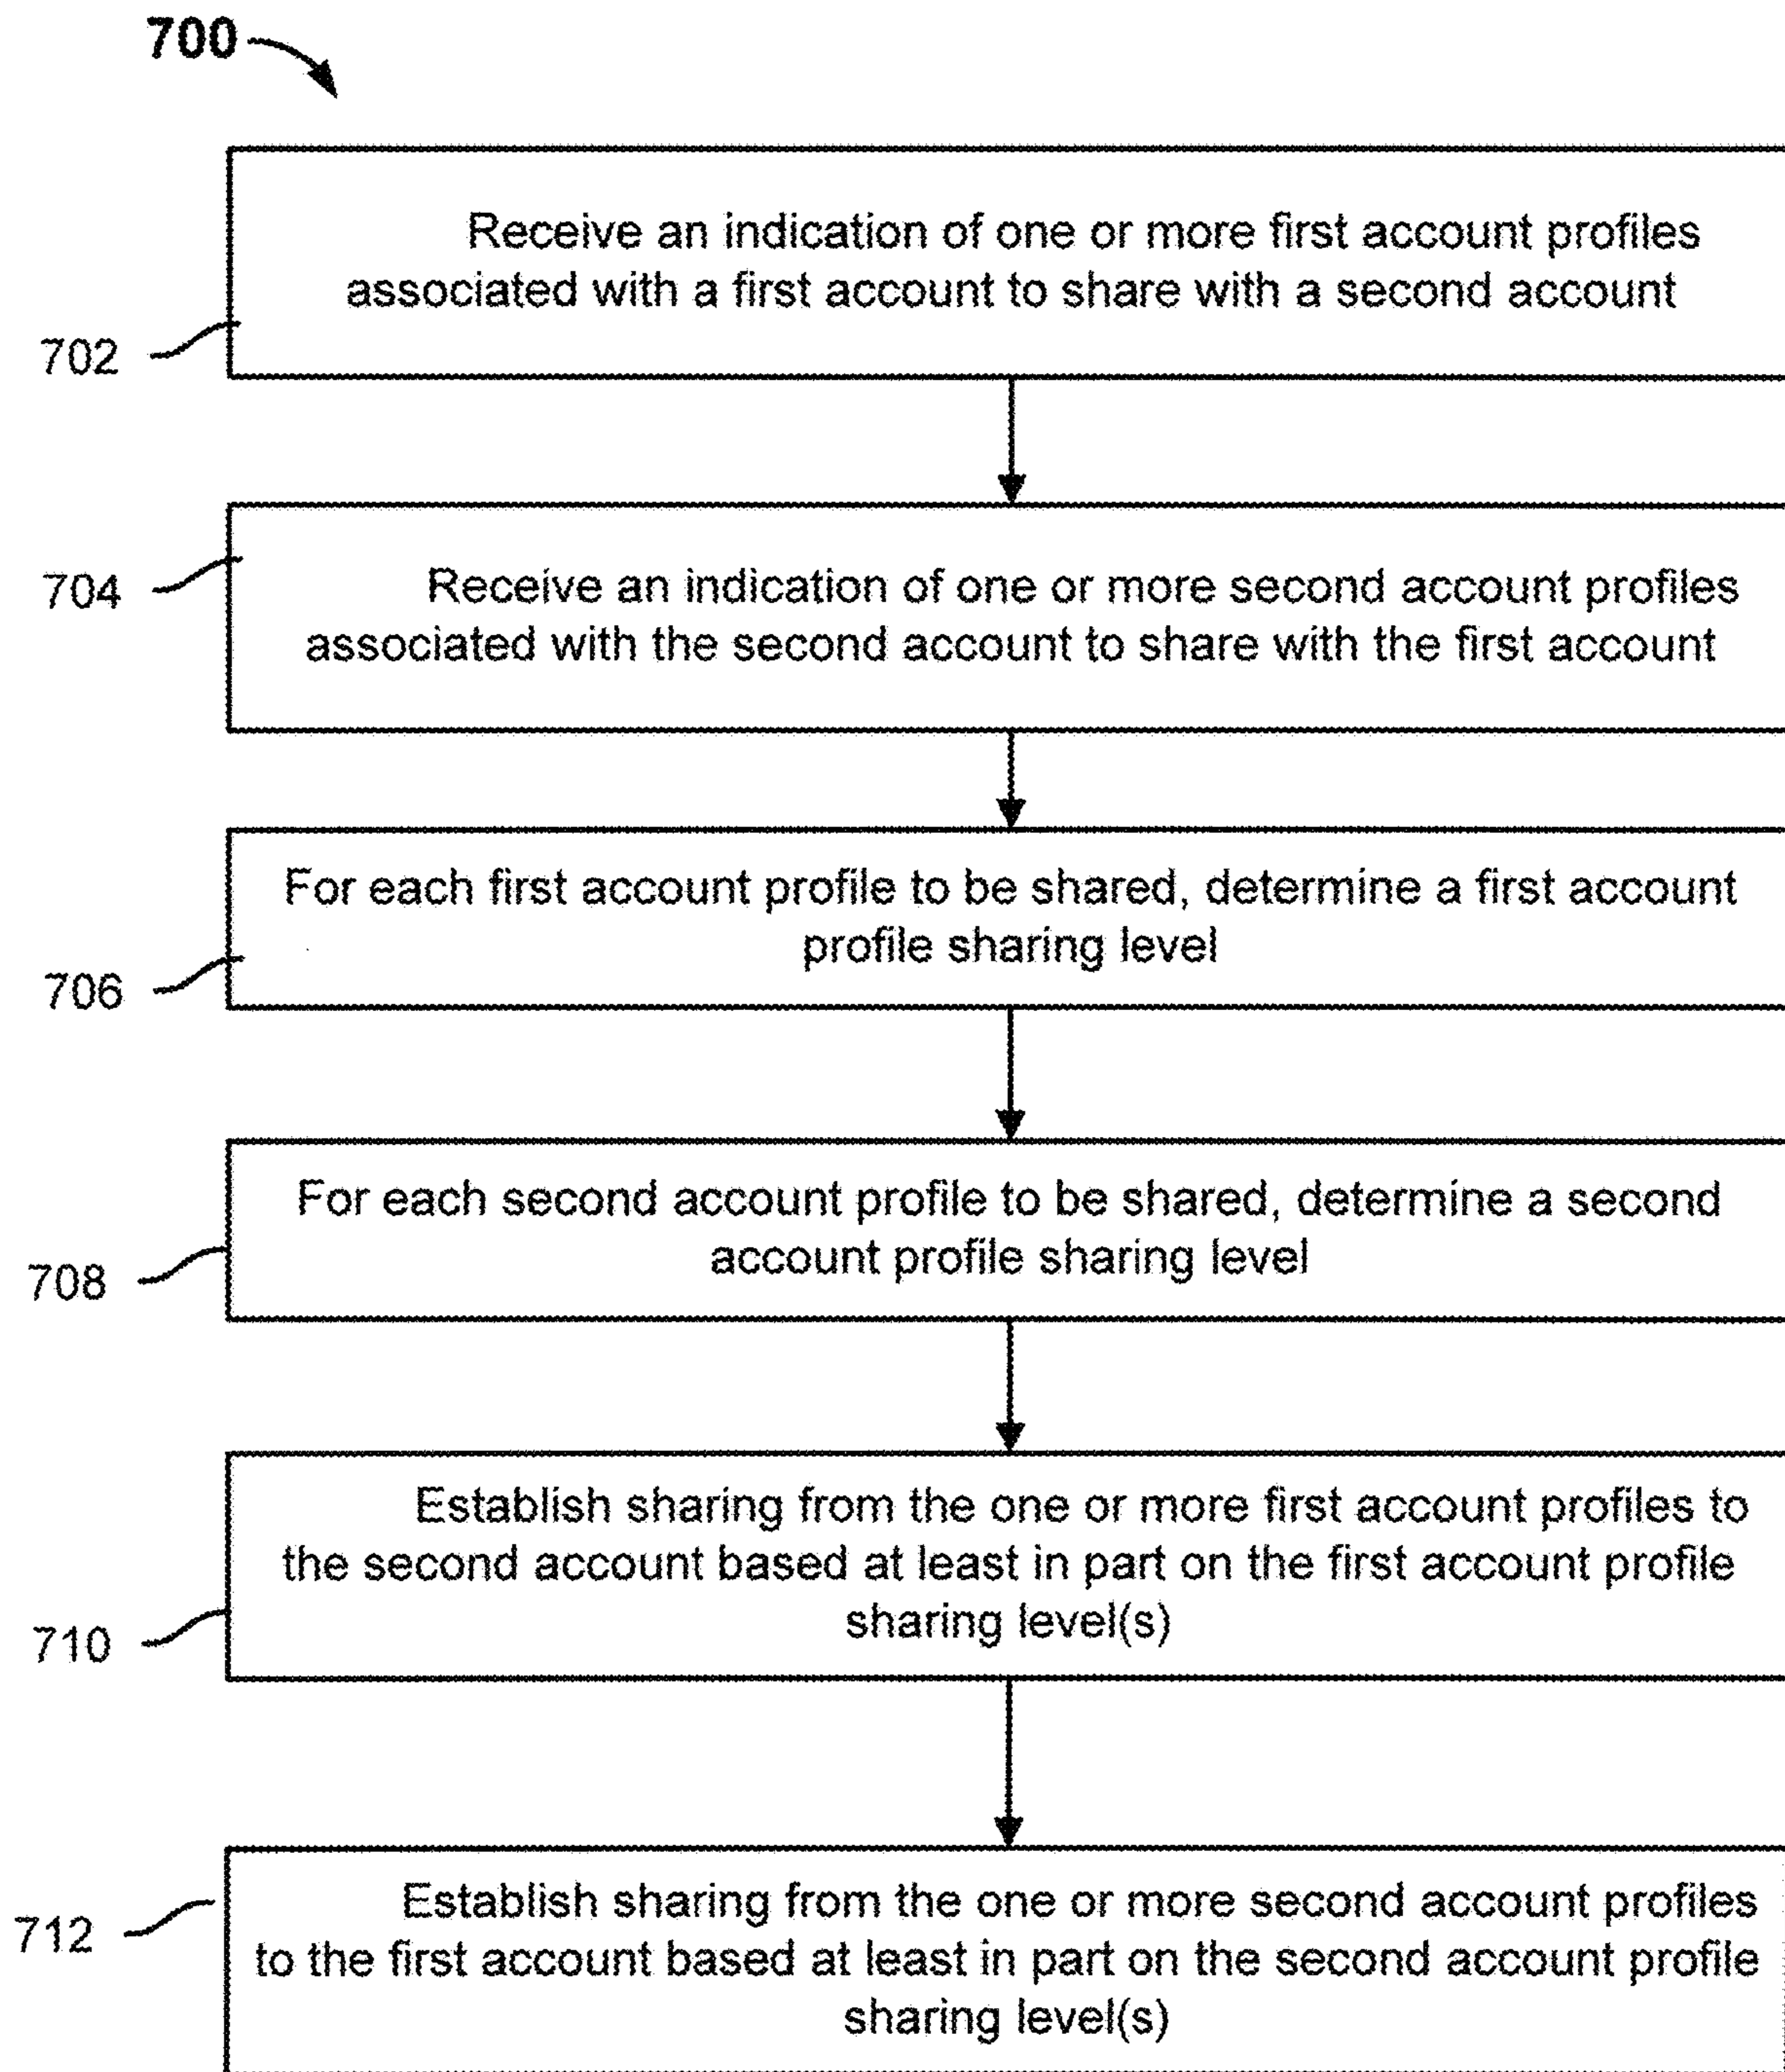 700
Receive an indication of one or more first account profiles
associated with a first account to share with a second account
702
704
Receive an indication of one or more second account profiles
associated with the second account to share with the first account
For each first account profile to be shared, determine a first account
profile sharing level
706
For each second account profile to be shared, determine a second
account profile sharing level
708
Establish sharing from the one or more first account profiles to
the second account based at least in part on the first account profile
sharing level(s)
710
Establish sharing from the one or more second account profiles
712
to the first account based at least in part on the second account profile
sharing level(s)